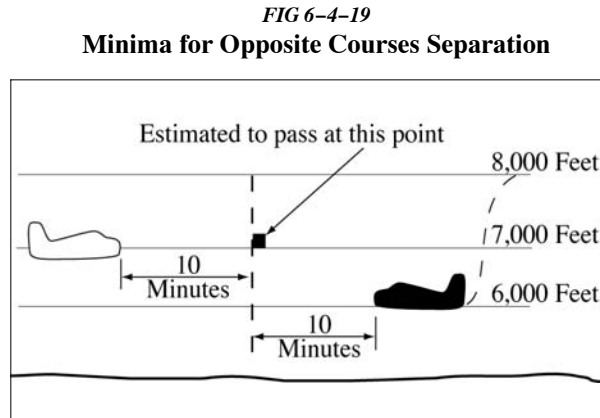 FIG 6–4–19
Minima for Opposite Courses Separation
Estimated to pass at this point
8,000 Feet
7,000 Feet
10
Minutes
6,000 Feet
10
Minutes